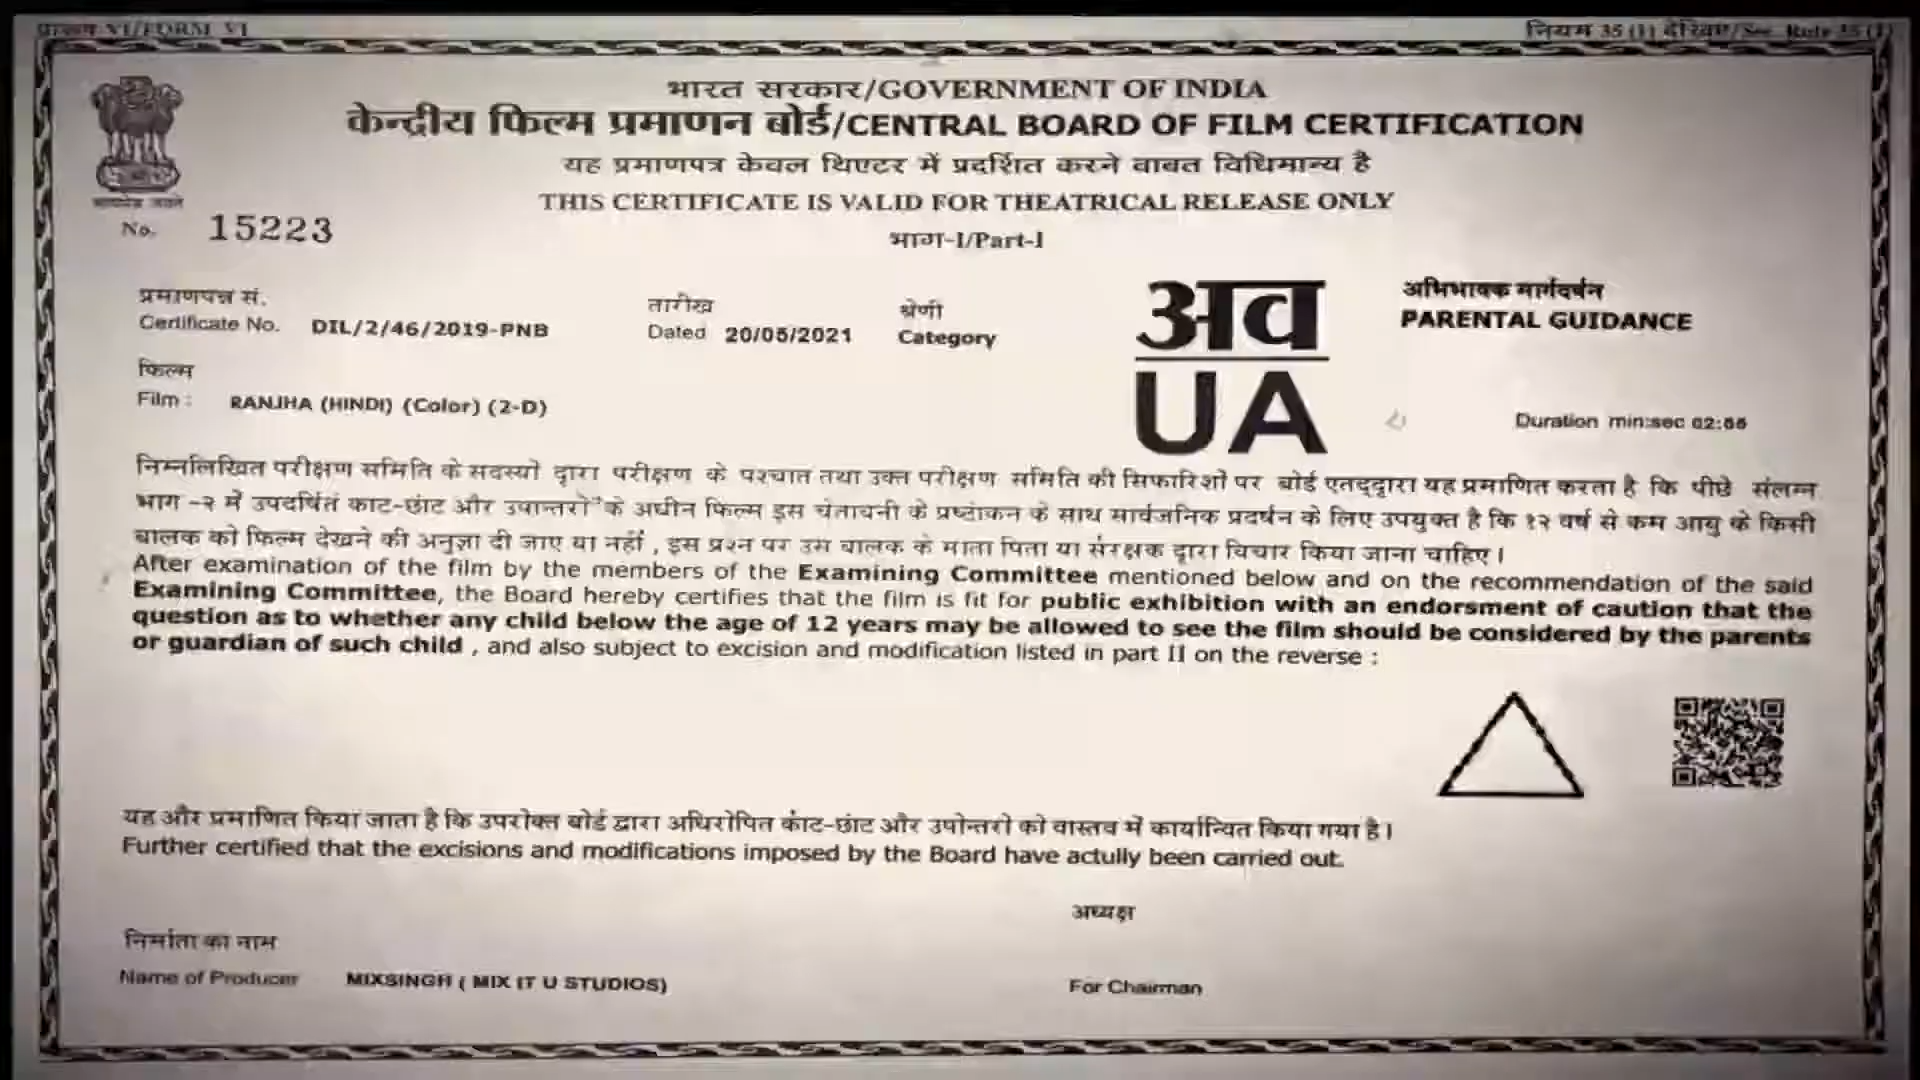 प्रारूप VI/FORM VI
नियम 35 (1) देखिए/See Rule 35 (1)
भारत सरकार/GOVERNMENT OF INDIA
केन्द्रीय फिल्म प्रमाणन बोर्ड/CENTRAL BOARD OF FILM CERTIFICATION
यह प्रमाणपत्र केवल थिएटर में प्रदर्शित करने वाबत विधिमान्य है
THIS CERTIFICATE IS VALID FOR THEATRICAL RELEASE ONLY
No. 15223
भाग-I/Part-I
प्रमाणपत्र सं.
Certificate No. DIL/2/46/2019-PNB
तारीख
Dated 20/05/2021
श्रेणी
Category
अव
UA
अभिभावक मार्गदर्षन
PARENTAL GUIDANCE
फिल्म
Film : RANJHA (HINDI) (Color) (2-D)
Duration min:sec
निम्नलिखित परीक्षण समिति के सदस्यों द्वारा परीक्षण के पश्चात तथा उक्त परीक्षण समिति की सिफारिशों पर बोर्ड एतद्द्वारा यह प्रमाणित करता है कि पीछे संलग्न
भाग -२ में उपदर्षित काट-छांट और उपान्तरों के अधीन फिल्म इस चेतावनी के प्रष्टांकन के साथ सार्वजनिक प्रदर्षन के लिए उपयुक्त है कि १२ वर्ष से कम आयु के किसी
बालक को फिल्म देखने की अनुज्ञा दी जाए या नहीं , इस प्रश्न पर उस बालक के माता पिता या संरक्षक द्वारा विचार किया जाना चाहिए ।
After examination of the film by the members of the Examining Committee mentioned below and on the recommendation of the said
Examining Committee, the Board hereby certifies that the film is fit for public exhibition with an endorsment of caution that the
question as to whether any child below the age of 12 years may be allowed to see the film should be considered by the parents
or guardian of such child , and also subject to excision and modification listed in part II on the reverse :
यह और प्रमाणित किया जाता है कि उपरोक्त बोर्ड द्वारा अधिरोपित कांट-छांट और उपोन्तरों को वास्तव में कार्यान्वित किया गया है ।
Further certified that the excisions and modifications imposed by the Board have actully been carried out.
अध्यक्ष
निर्माता का नाम
Name of Producer MIXSINGH ( MIX IT U STUDIOS)
For Chairman